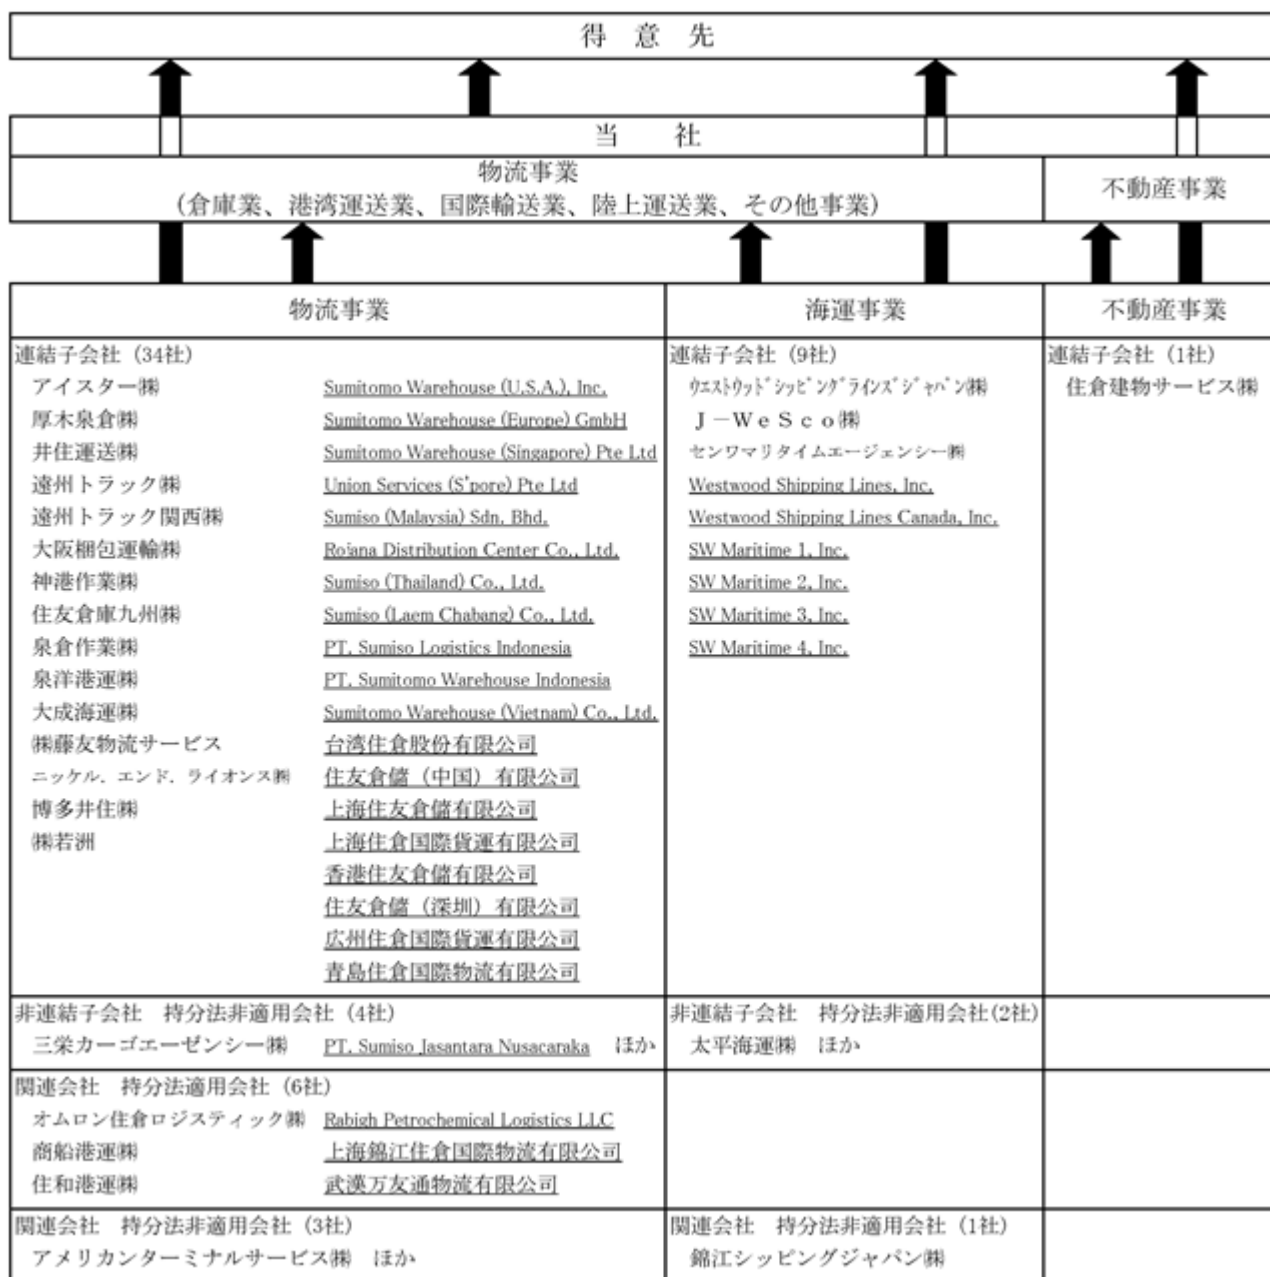 得 意 先
当 社
物流事業
(倉庫業、港湾運送業、国際輸送業、陸上運送業、その他事業)
不動産事業
物流事業
海運事業
不動産事業
連結子会社（34社）
アイスター㈱
厚木泉倉㈱
井住運送㈱
遠州トラック㈱
遠州トラック関西㈱
大阪梱包運輸㈱
神港作業㈱
住友倉庫九州㈱
泉倉作業㈱
泉洋港運㈱
大成海運㈱
㈱藤友物流サービス
ニッケル．エンド．ライオンス㈱
博多井住㈱
㈱若洲
Sumitomo Warehouse (U.S.A.), Inc.
Sumitomo Warehouse (Europe) GmbH
Sumitomo Warehouse (Singapore) Pte Ltd
Union Services (S'pore) Pte Ltd
Sumiso (Malaysia) Sdn. Bhd.
Rojana Distribution Center Co., Ltd.
Sumiso (Thailand) Co., Ltd.
Sumiso (Laem Chabang) Co., Ltd.
PT. Sumiso Logistics Indonesia
PT. Sumitomo Warehouse Indonesia
Sumitomo Warehouse (Vietnam) Co., Ltd.
台湾住倉股份有限公司
住友倉儲（中国）有限公司
上海住友倉儲有限公司
上海住倉国際貨運有限公司
香港住友倉儲有限公司
住友倉儲（深圳）有限公司
広州住倉国際貨運有限公司
青島住倉国際物流有限公司
連結子会社（9社）
ｳｴｽﾄｳｯﾄﾞｼｯﾋﾟﾝｸﾞﾗｲﾝｽﾞｼﾞｬﾊﾟﾝ㈱
Ｊ－ＷｅＳｃｏ㈱
センワマリタイムエージェンシー㈱
Westwood Shipping Lines, Inc.
Westwood Shipping Lines Canada, Inc.
SW Maritime 1, Inc.
SW Maritime 2, Inc.
SW Maritime 3, Inc.
SW Maritime 4, Inc.
連結子会社（1社）
住倉建物サービス㈱
非連結子会社 持分法非適用会社（4社）
三栄カーゴエーゼンシー㈱ PT. Sumiso Jasantara Nusacaraka ほか
非連結子会社 持分法非適用会社(2社)
太平海運㈱ ほか
関連会社 持分法適用会社（6社）
オムロン住倉ロジスティック㈱ Rabigh Petrochemical Logistics LLC
商船港運㈱ 上海錦江住倉国際物流有限公司
住和港運㈱ 武漢万友通物流有限公司
関連会社 持分法非適用会社（3社）
アメリカンターミナルサービス㈱ ほか
関連会社 持分法非適用会社（1社）
錦江シッピングジャパン㈱